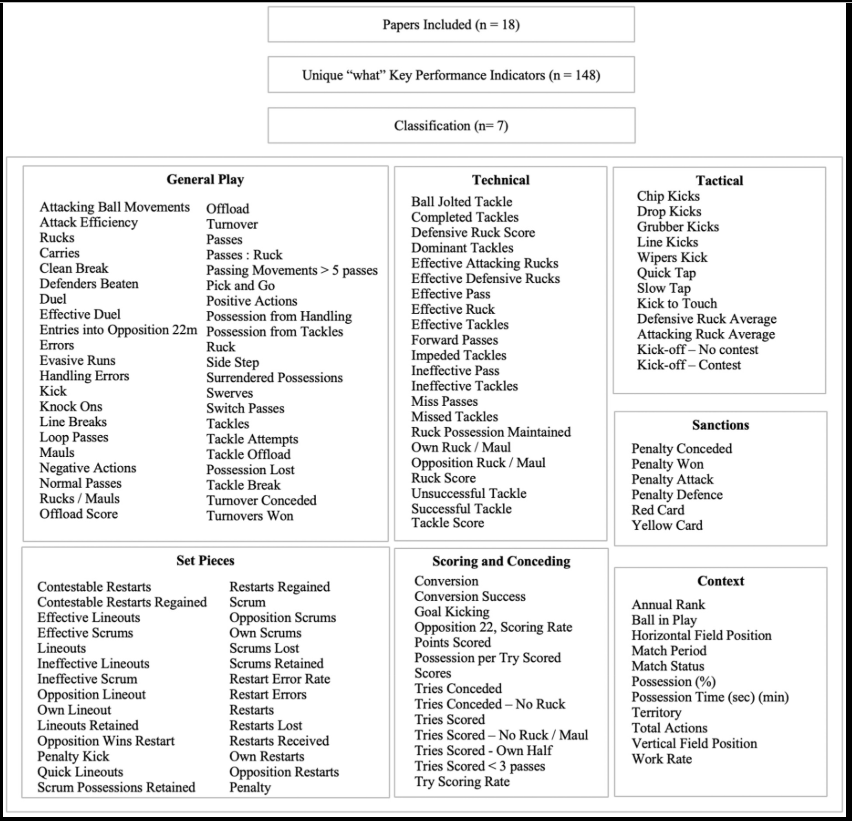 Papers Included (n = 18)
Unique “what” Key Performance Indicators (n = 148)
Classification (n= 7)
General Play
Attacking Ball Movements
Attack Efficiency
Rucks
Carries
Clean Break
Defenders Beaten
Duel
Effective Duel
Entries into Opposition 22m
Errors
Evasive Runs
Handling Errors
Kick
Knock Ons
Line Breaks
Loop Passes
Mauls
Negative Actions
Normal Passes
Rucks / Mauls
Offload Score
Offload
Turnover
Passes
Passes : Ruck
Passing Movements > 5 passes
Pick and Go
Positive Actions
Possession from Handling
Possession from Tackles
Ruck
Side Step
Surrendered Possessions
Swerves
Switch Passes
Tackles
Tackle Attempts
Tackle Offload
Possession Lost
Tackle Break
Turnover Conceded
Turnovers Won
Technical
Ball Jolted Tackle
Completed Tackles
Defensive Ruck Score
Dominant Tackles
Effective Attacking Rucks
Effective Defensive Rucks
Effective Pass
Effective Ruck
Effective Tackles
Forward Passes
Impeded Tackles
Ineffective Pass
Ineffective Tackles
Miss Passes
Missed Tackles
Ruck Possession Maintained
Own Ruck / Maul
Opposition Ruck / Maul
Ruck Score
Unsuccessful Tackle
Successful Tackle
Tackle Score
Tactical
Chip Kicks
Drop Kicks
Grubber Kicks
Line Kicks
Wipers Kick
Quick Tap
Slow Tap
Kick to Touch
Defensive Ruck Average
Attacking Ruck Average
Kick-off – No contest
Kick-off – Contest
Sanctions
Penalty Conceded
Penalty Won
Penalty Attack
Penalty Defence
Red Card
Yellow Card
Set Pieces
Contestable Restarts
Contestable Restarts Regained
Effective Lineouts
Effective Scrums
Lineouts
Ineffective Lineouts
Ineffective Scrum
Opposition Lineout
Own Lineout
Lineouts Retained
Opposition Wins Restart
Penalty Kick
Quick Lineouts
Scrum Possessions Retained
Restarts Regained
Scrum
Opposition Scrums
Own Scrums
Scrums Lost
Scrums Retained
Restart Error Rate
Restart Errors
Restarts
Restarts Lost
Restarts Received
Own Restarts
Opposition Restarts
Penalty
Scoring and Conceding
Conversion
Conversion Success
Goal Kicking
Opposition 22, Scoring Rate
Points Scored
Possession per Try Scored
Scores
Tries Conceded
Tries Conceded – No Ruck
Tries Scored
Tries Scored – No Ruck / Maul
Tries Scored - Own Half
Tries Scored < 3 passes
Try Scoring Rate
Context
Annual Rank
Ball in Play
Horizontal Field Position
Match Period
Match Status
Possession (%)
Possession Time (sec) (min)
Territory
Total Actions
Vertical Field Position
Work Rate